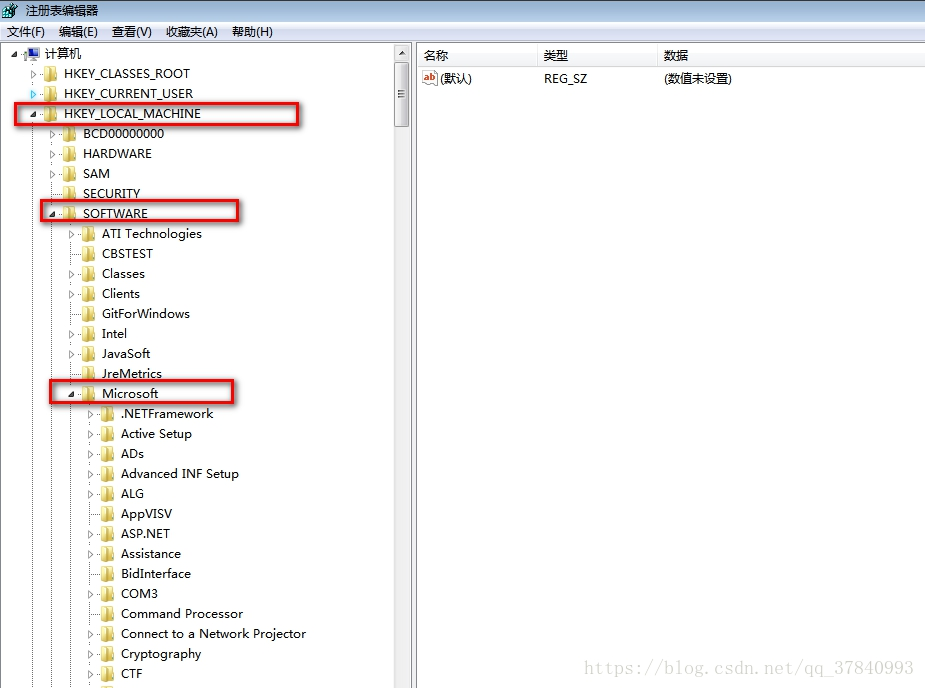 注册表编辑器
文件(F) 编辑(E) 查看(V) 收藏夹(A) 帮助(H)
计算机
HKEY_CLASSES_ROOT
HKEY_CURRENT_USER
HKEY_LOCAL_MACHINE
BCD00000000
HARDWARE
SAM
SECURITY
SOFTWARE
ATI Technologies
CBSTEST
Classes
Clients
GitForWindows
Intel
JavaSoft
JreMetrics
Microsoft
.NETFramework
Active Setup
ADs
Advanced INF Setup
ALG
AppVISV
ASP.NET
Assistance
BidInterface
COM3
Command Processor
Connect to a Network Projector
Cryptography
CTF
名称 类型 数据
ab (默认) REG_SZ (数值未设置)
https://blog.csdn.net/qq_37840993